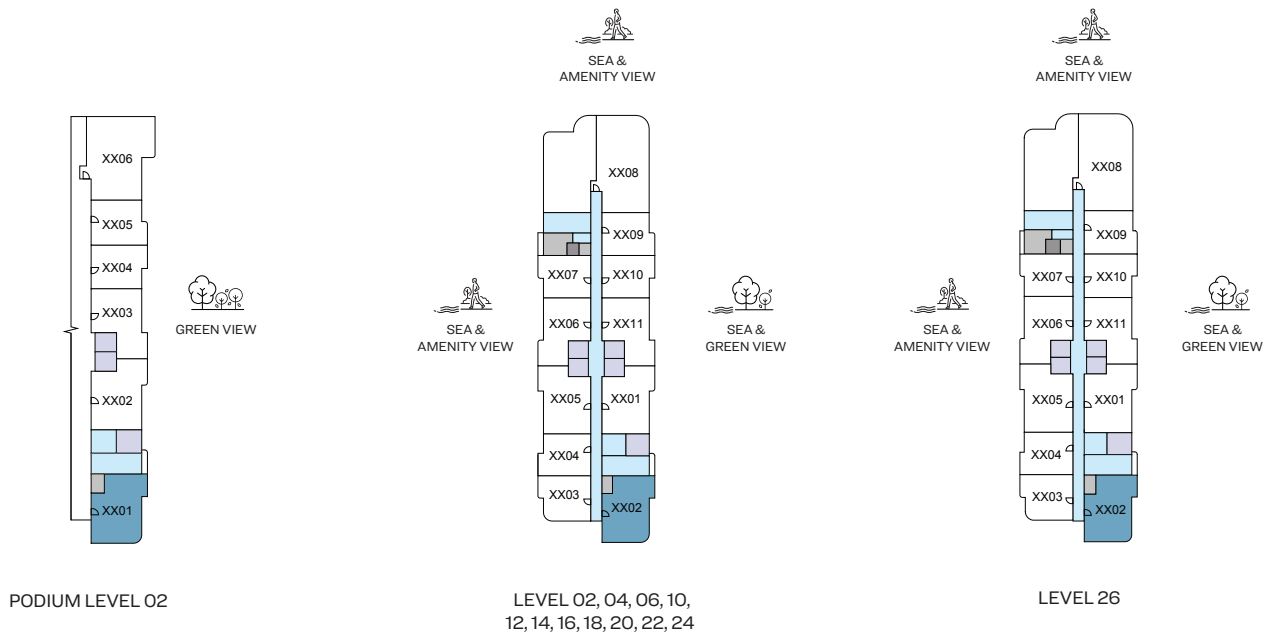 SEA &
AMENITY VIEW
SEA &
AMENITY VIEW
XX06
XX05
XX04
XX03
XX02
XX01
GREEN VIEW
XX08
XX09
XX07
XX10
XX06
XX11
XX05
XX01
XX04
XX03
XX02
SEA &
AMENITY VIEW
SEA &
GREEN VIEW
XX08
XX09
XX07
XX10
XX06
XX11
XX05
XX01
XX04
XX03
XX02
SEA &
AMENITY VIEW
SEA &
GREEN VIEW
PODIUM LEVEL 02
LEVEL 02, 04, 06, 10,
12, 14, 16, 18, 20, 22, 24
LEVEL 26